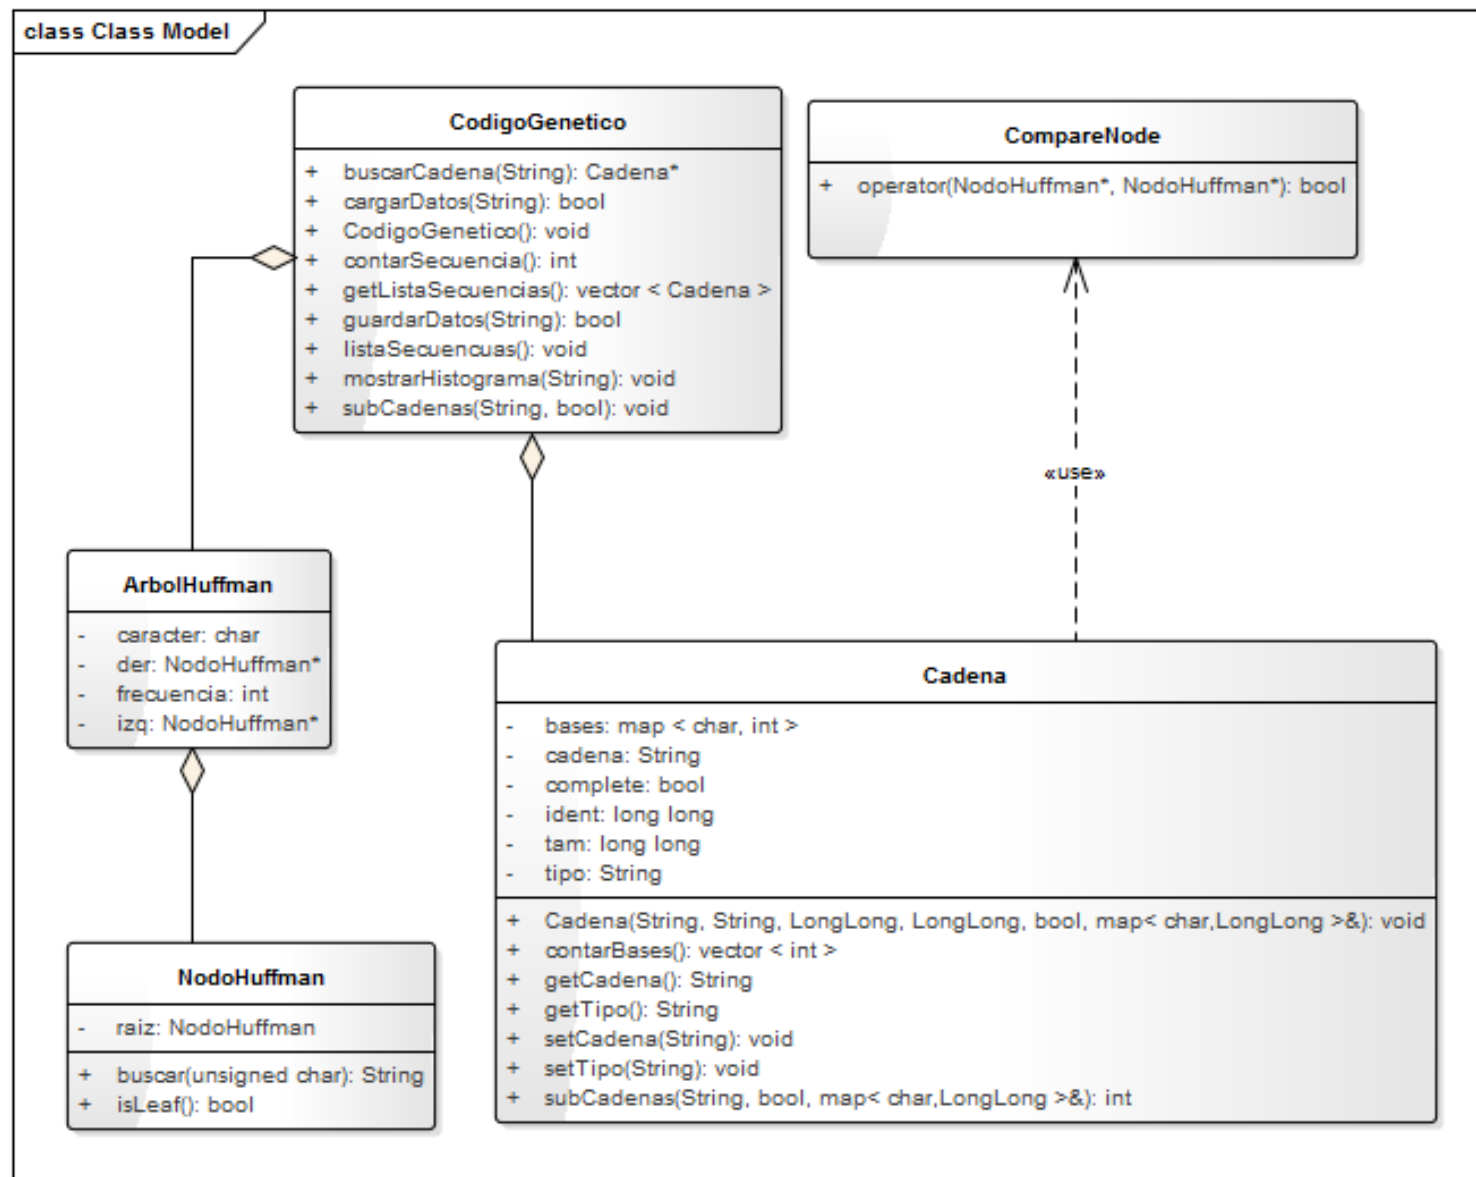 class Class Model
CodigoGenetico
+ buscarCadena(String): Cadena*
+ cargarDatos(String): bool
+ CodigoGenetico(): void
+ contarSecuencia(): int
+ getListaSecuencias(): vector < Cadena >
+ guardarDatos(String): bool
+ listaSecuencuas(): void
+ mostrarHistograma(String): void
+ subCadenas(String, bool): void
CompareNode
+ operator(NodoHuffman*, NodoHuffman*): bool
«use»
ArbolHuffman
- caracter: char
- der: NodoHuffman*
- frecuencia: int
- izq: NodoHuffman*
Cadena
- bases: map < char, int >
- cadena: String
- complete: bool
- ident: long long
- tam: long long
- tipo: String
+ Cadena(String, String, LongLong, LongLong, bool, map< char,LongLong >&): void
+ contarBases(): vector < int >
+ getCadena(): String
+ getTipo(): String
+ setCadena(String): void
+ setTipo(String): void
+ subCadenas(String, bool, map< char,LongLong >&): int
NodoHuffman
- raiz: NodoHuffman
+ buscar(unsigned char): String
+ isLeaf(): bool